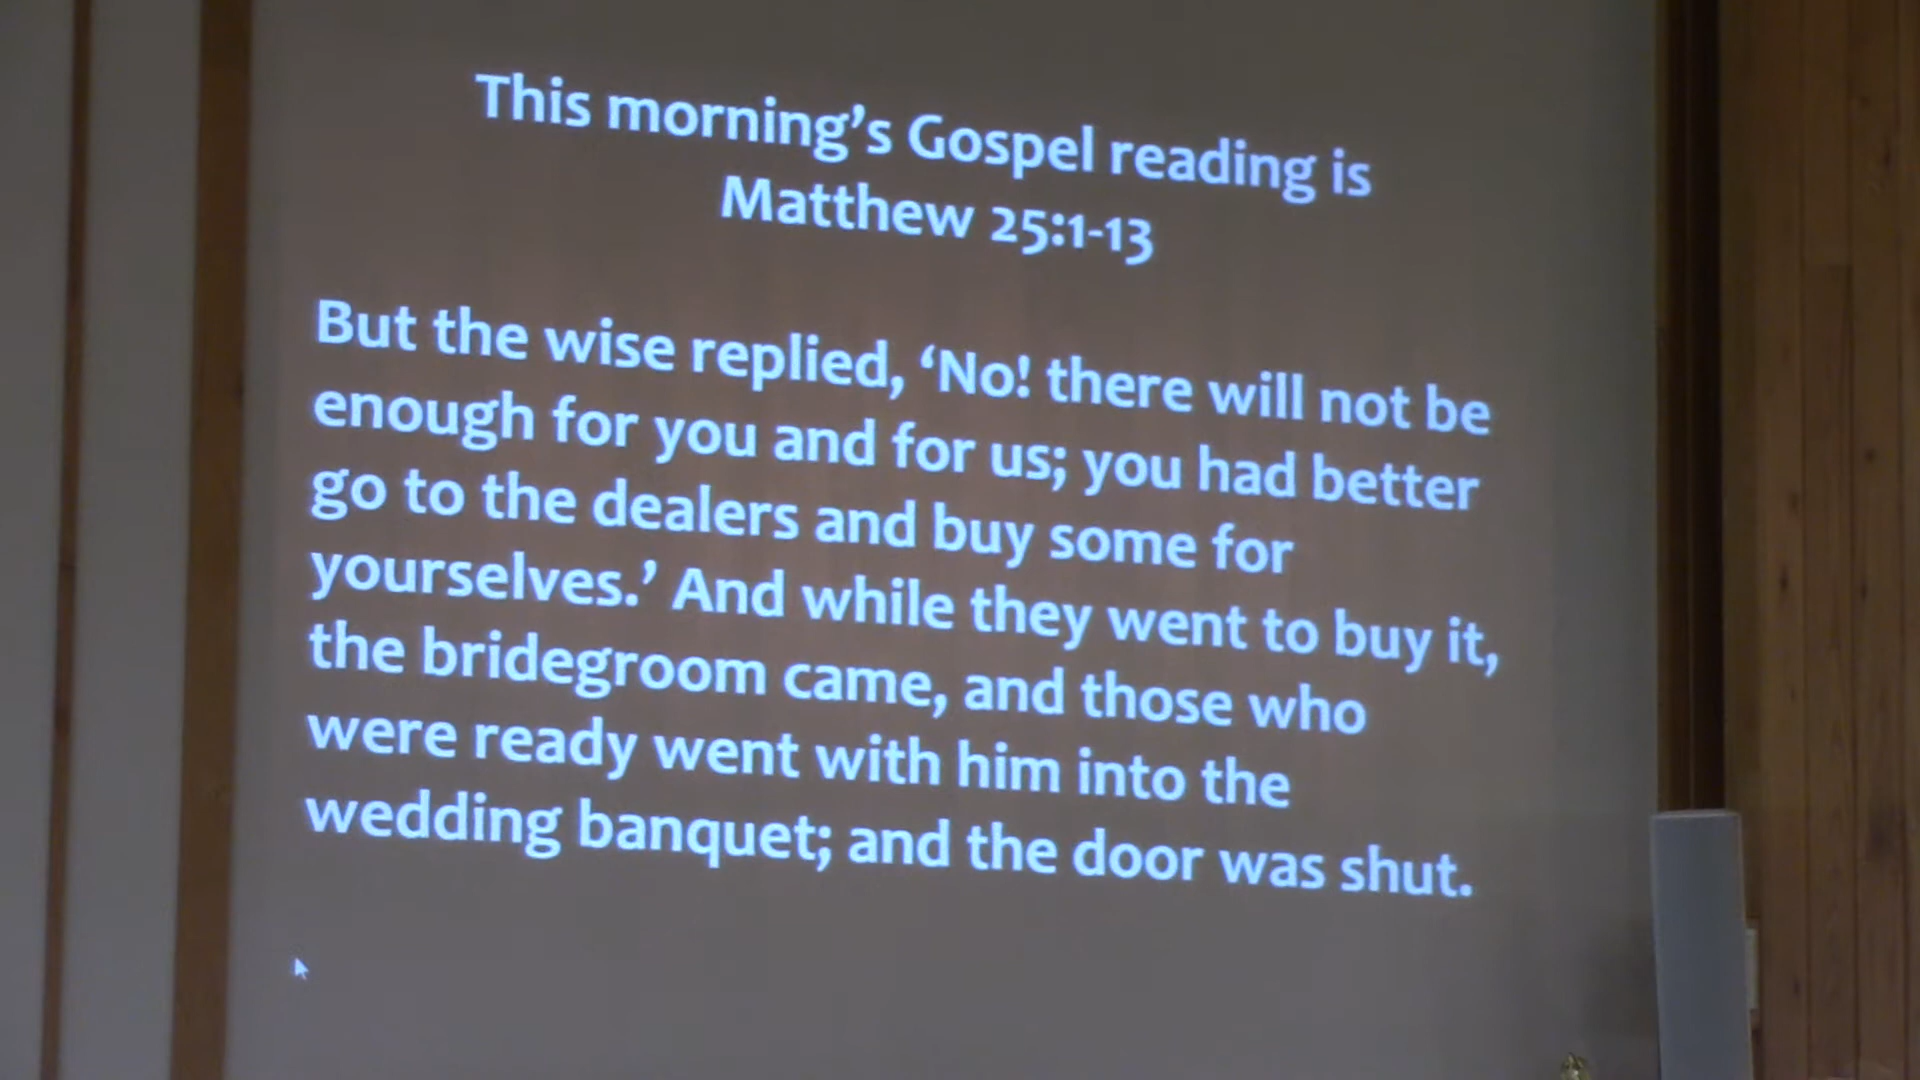 This morning’s Gospel reading is
Matthew 25:1-13
But the wise replied, ‘No! there will not be
enough for you and for us; you had better
go to the dealers and buy some for
yourselves.’ And while they went to buy it,
the bridegroom came, and those who
were ready went with him into the
wedding banquet; and the door was shut.